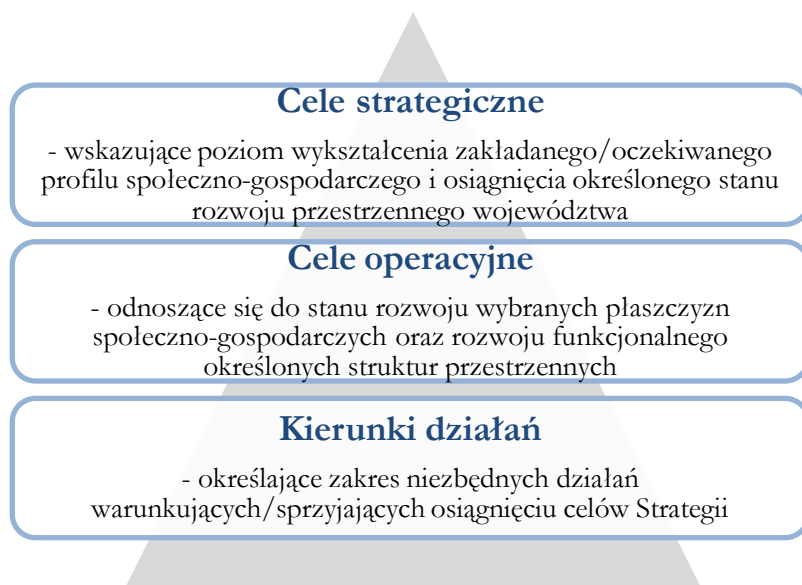 Cele strategiczne
- wskazujące poziom wykształcenia zakładanego/oczekiwanego
profilu społeczno-gospodarczego i osiągnięcia określonego stanu
rozwoju przestrzennego województwa
Cele operacyjne
- odnoszące się do stanu rozwoju wybranych płaszczyzn
społeczno-gospodarczych oraz rozwoju funkcjonalnego
określonych struktur przestrzennych
Kierunki działań
- określające zakres niezbędnych działań
warunkujących/sprzyjających osiągnięciu celów Strategii